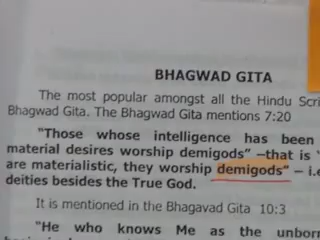 BHAGWAD GITA
The most popular amongst all the Hindu Scri
Bhagwad Gita. The Bhagwad Gita mentions 7:20
"Those whose intelligence has been
material desires worship demigods" —that is '
are materialistic, they worship demigods" – i.e
deities besides the True God.
It is mentioned in the Bhagavad Gita 10:3
"He who knows Me as the unborn